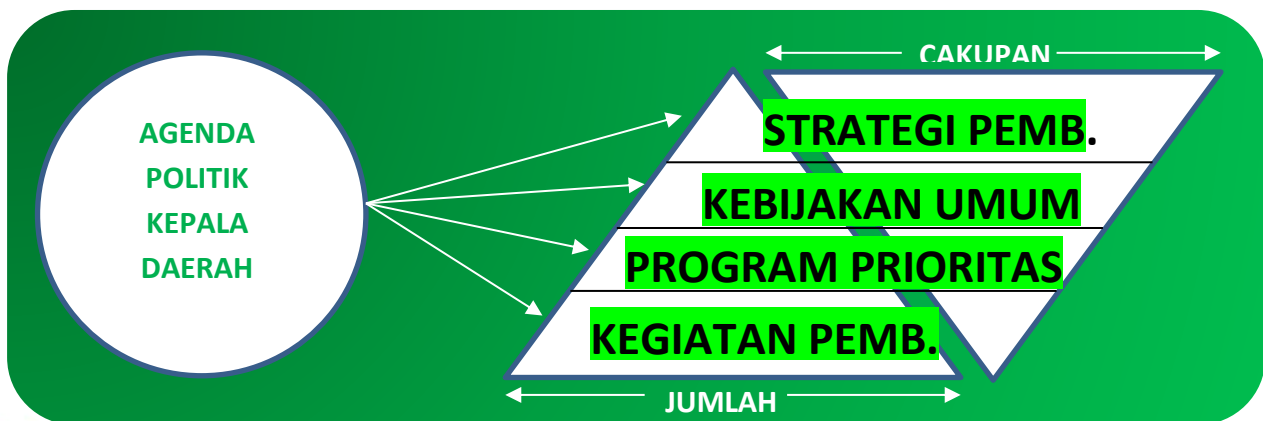 CAKUPAN
AGENDA
POLITIK
KEPALA
DAERAH
STRATEGI PEMB.
KEBIJAKAN UMUM
PROGRAM PRIORITAS
KEGIATAN PEMB.
JUMLAH